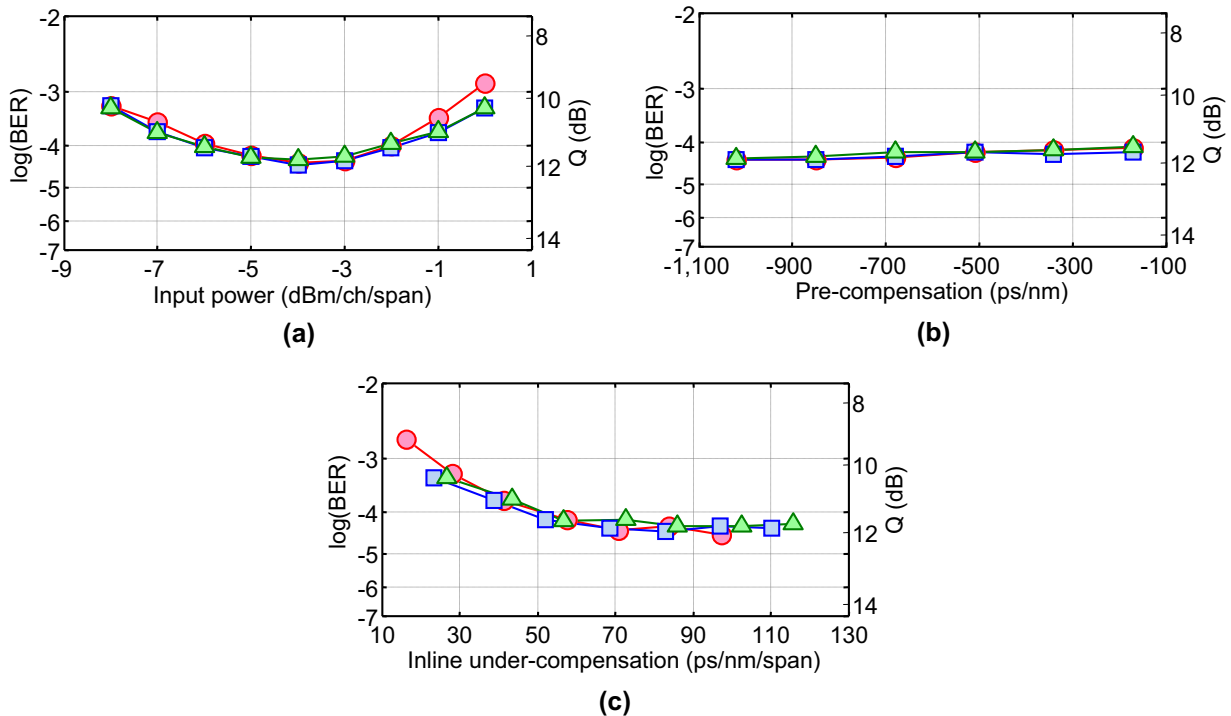 -2
-3
-4
-5
-6
-7
log(BER)
8
10
12
14
Q (dB)
-9 -7 -5 -3 -1 1
Input power (dBm/ch/span)
(a)
-2
-3
-4
-5
-6
-7
log(BER)
8
10
12
14
Q (dB)
-1,100 -900 -700 -500 -300 -100
Pre-compensation (ps/nm)
(b)
-2
-3
-4
-5
-6
-7
log(BER)
8
10
12
14
Q (dB)
10 30 50 70 90 110 130
Inline under-compensation (ps/nm/span)
(c)